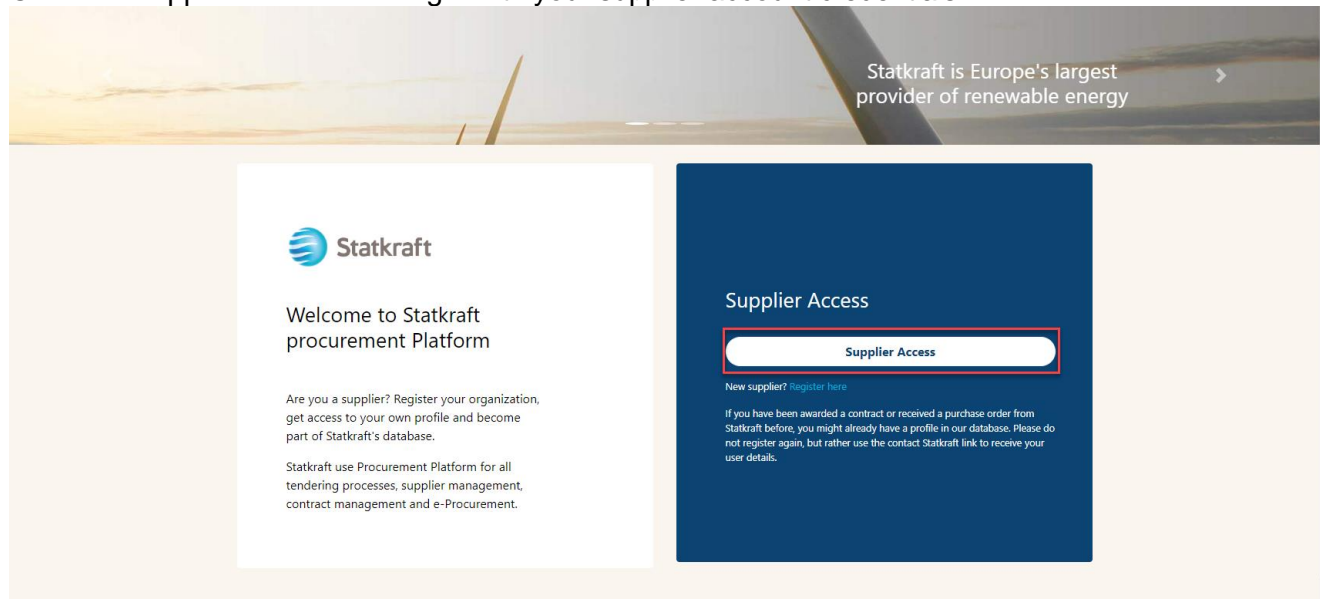 Statkraft is Europe's largest
provider of renewable energy
Statkraft
Welcome to Statkraft
procurement Platform
Are you a supplier? Register your organization,
get access to your own profile and become
part of Statkraft's database.
Statkraft use Procurement Platform for all
tendering processes, supplier management,
contract management and e-Procurement.
Supplier Access
Supplier Access
New supplier? Register here
If you have been awarded a contract or received a purchase order from
Statkraft before, you might already have a profile in our database. Please do
not register again, but rather use the contact Statkraft link to receive your
user details.